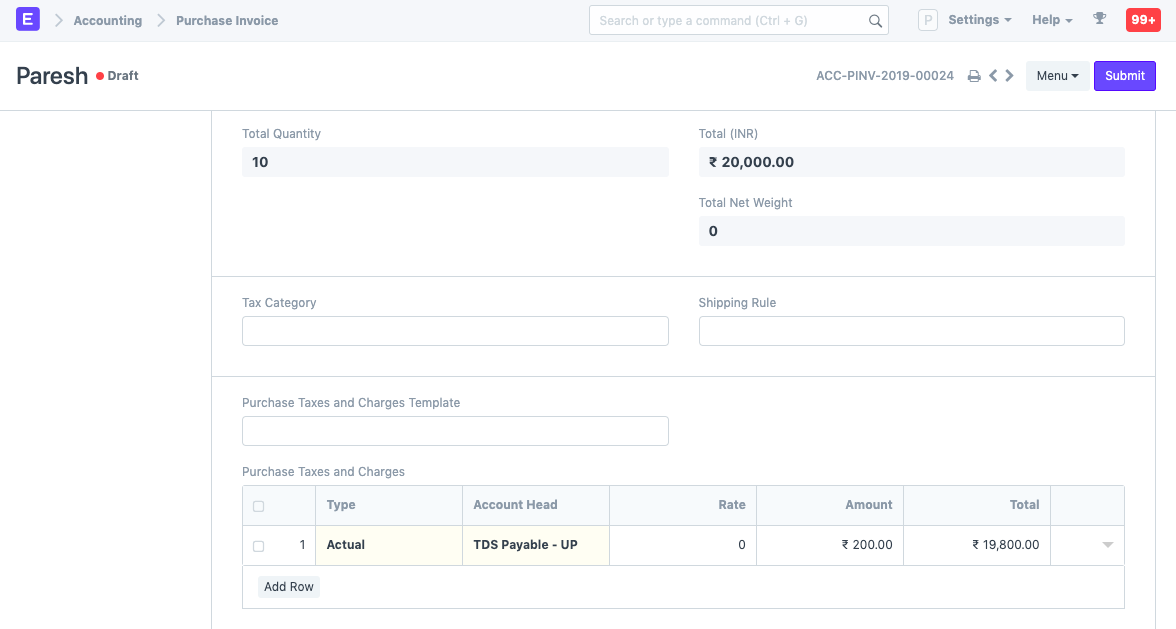 E Accounting Purchase Invoice Search or type a command (Ctrl + G) P Settings Help 99+
Paresh Draft ACC-PINV-2019-00024 Menu Submit
Total Quantity Total (INR)
10 ₹ 20,000.00
Total Net Weight
0
Tax Category Shipping Rule
Purchase Taxes and Charges Template
Purchase Taxes and Charges
Type Account Head Rate Amount Total
1 Actual TDS Payable - UP 0 ₹ 200.00 ₹ 19,800.00
Add Row